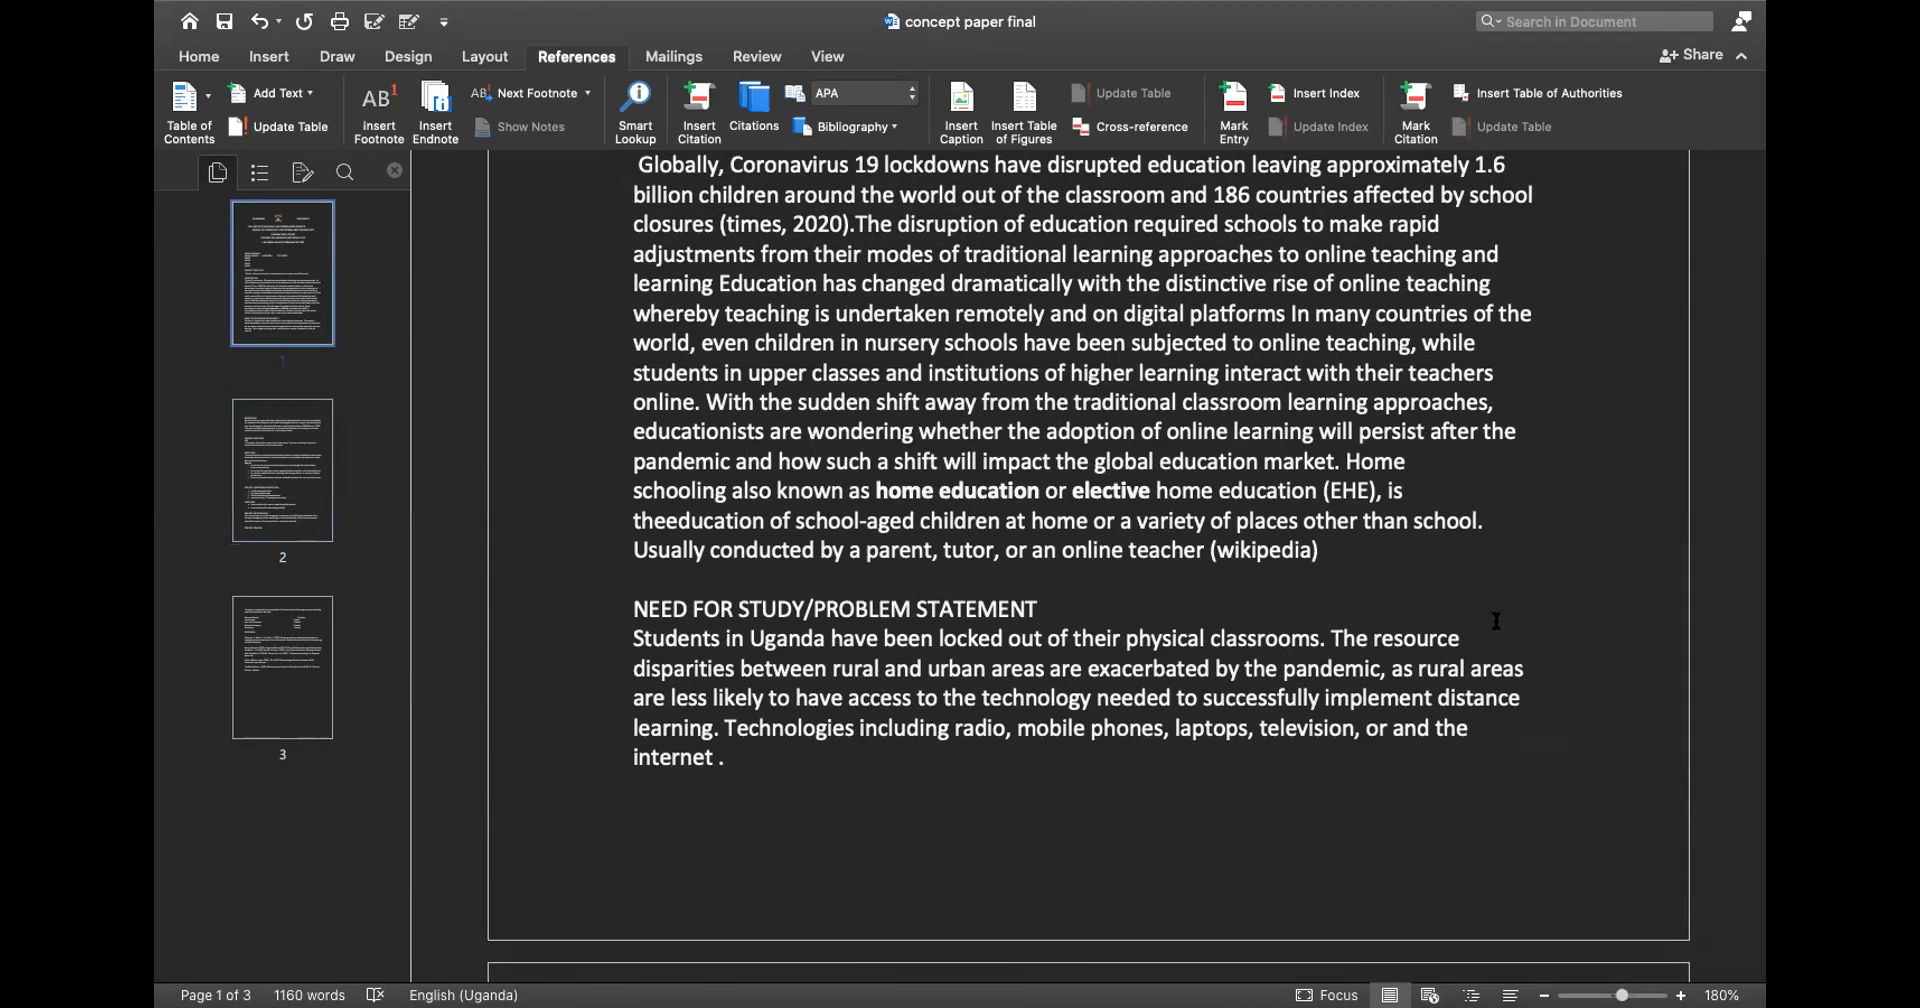 concept paper final
Search in Document
Home Insert Draw Design Layout References Mailings Review View
Share
Table of Contents
Add Text
Update Table
AB1
Insert Footnote
Insert Endnote
AB1 Next Footnote
Show Notes
Smart Lookup
Insert Citation
Citations
APA
Bibliography
Insert Caption
Insert Table of Figures
Update Table
Cross-reference
Mark Entry
Insert Index
Update Index
Mark Citation
Insert Table of Authorities
Update Table
Globally, Coronavirus 19 lockdowns have disrupted education leaving approximately 1.6
billion children around the world out of the classroom and 186 countries affected by school
closures (times, 2020).The disruption of education required schools to make rapid
adjustments from their modes of traditional learning approaches to online teaching and
learning Education has changed dramatically with the distinctive rise of online teaching
whereby teaching is undertaken remotely and on digital platforms In many countries of the
world, even children in nursery schools have been subjected to online teaching, while
students in upper classes and institutions of higher learning interact with their teachers
online. With the sudden shift away from the traditional classroom learning approaches,
educationists are wondering whether the adoption of online learning will persist after the
pandemic and how such a shift will impact the global education market. Home
schooling also known as home education or elective home education (EHE), is
theeducation of school-aged children at home or a variety of places other than school.
Usually conducted by a parent, tutor, or an online teacher (wikipedia)
NEED FOR STUDY/PROBLEM STATEMENT
Students in Uganda have been locked out of their physical classrooms. The resource
disparities between rural and urban areas are exacerbated by the pandemic, as rural areas
are less likely to have access to the technology needed to successfully implement distance
learning. Technologies including radio, mobile phones, laptops, television, or and the
internet .
1
2
3
Page 1 of 3 1160 words English (Uganda) Focus 180%